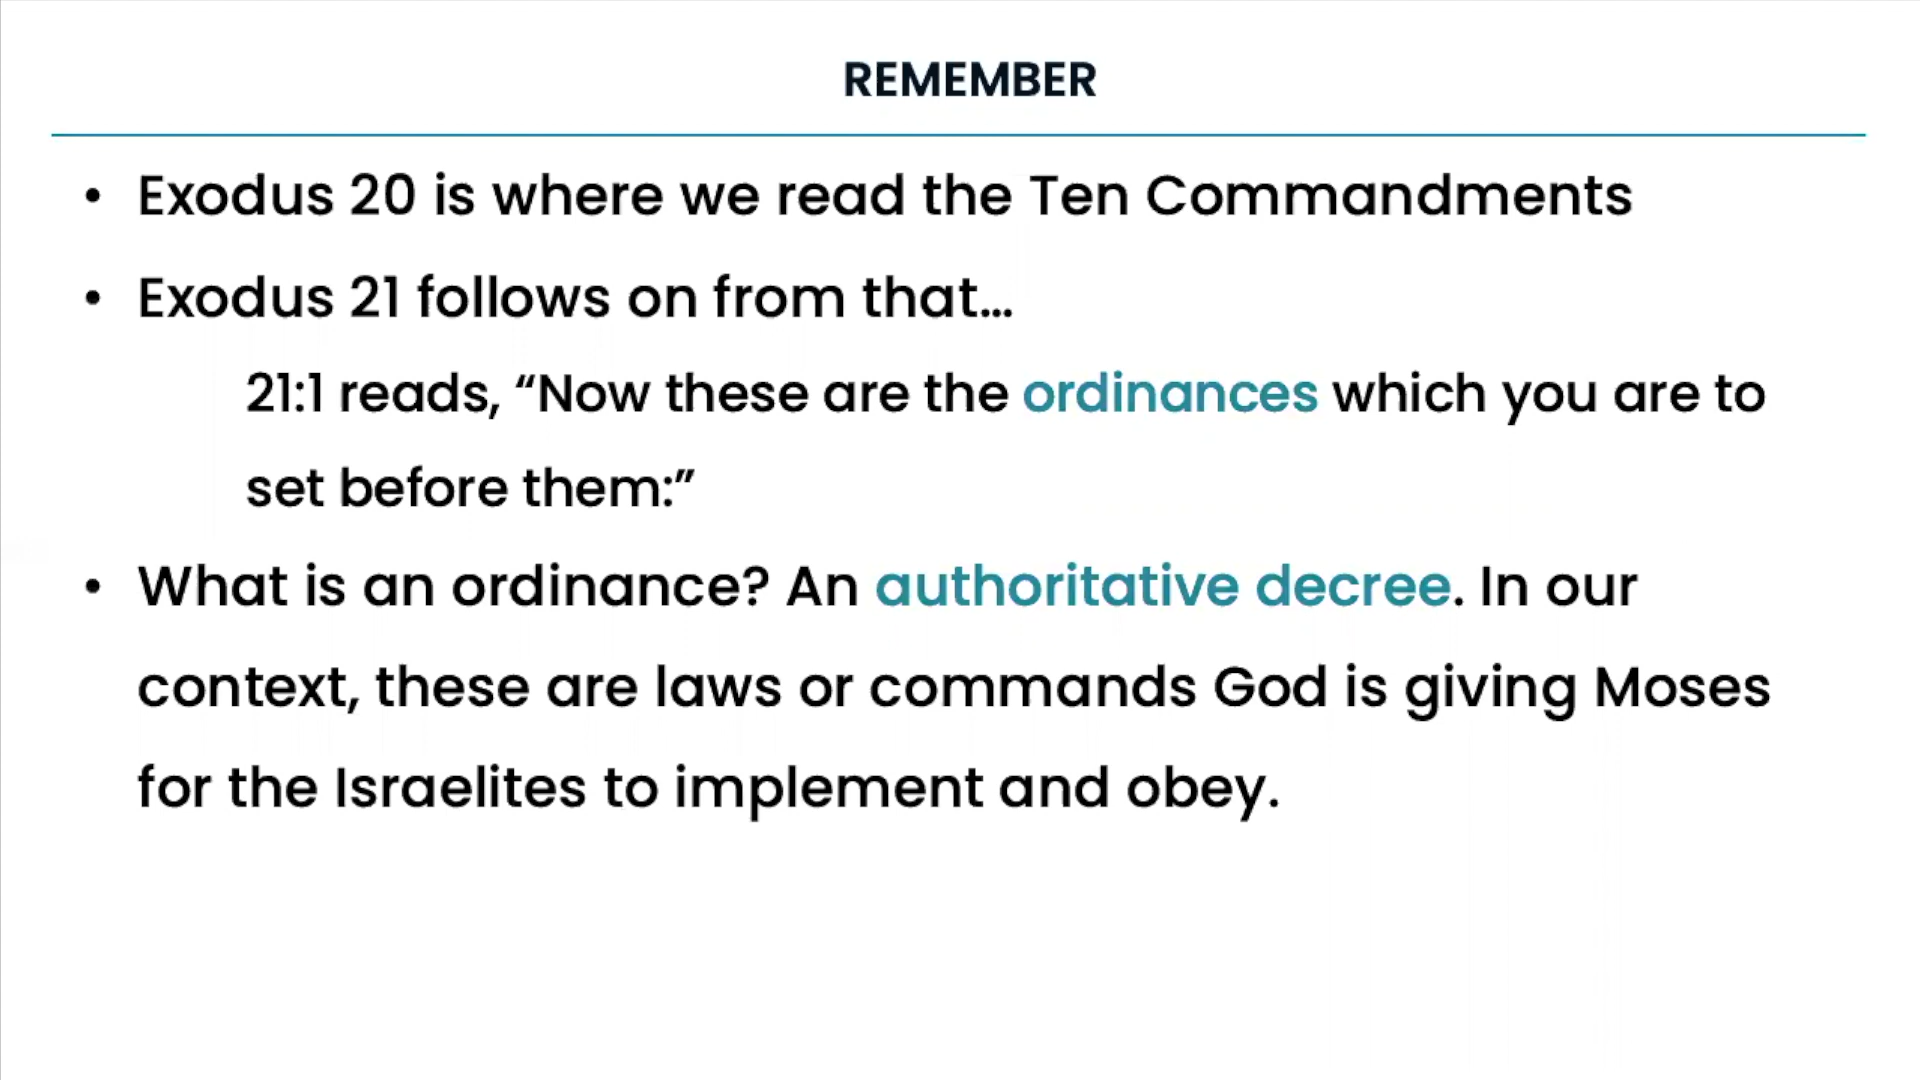 REMEMBER
• Exodus 20 is where we read the Ten Commandments
• Exodus 21 follows on from that...
21:1 reads, “Now these are the ordinances which you are to
set before them:”
• What is an ordinance? An authoritative decree. In our
context, these are laws or commands God is giving Moses
for the Israelites to implement and obey.